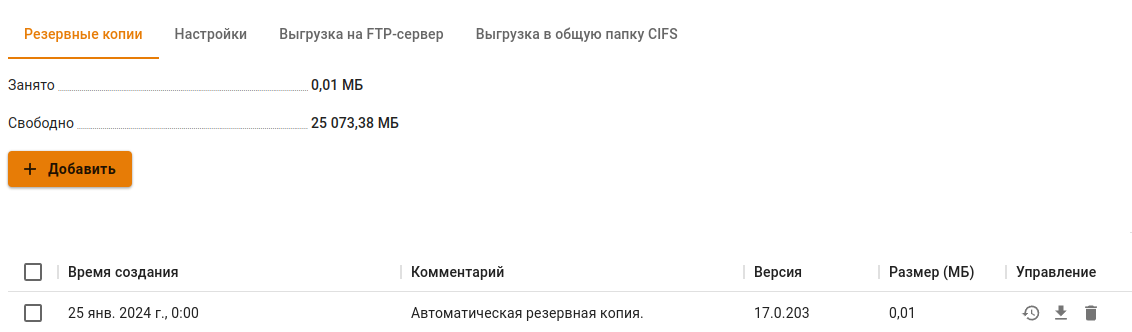 Резервные копии Настройки Выгрузка на FTP-сервер Выгрузка в общую папку CIFS
Занято 0,01 МБ
Свободно 25 073,38 МБ
+ Добавить
Время создания Комментарий Версия Размер (МБ) Управление
25 янв. 2024 г., 0:00 Автоматическая резервная копия. 17.0.203 0,01